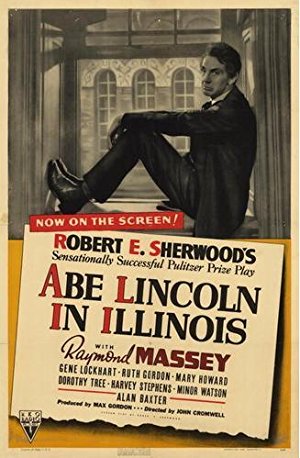 NOW ON THE SCREEN!
ROBERT E. SHERWOOD'S
Sensationally Successful Pulitzer Prize Play
ABE LINCOLN
IN ILLINOIS
WITH
Raymond MASSEY
GENE LOCKHART · RUTH GORDON · MARY HOWARD
DOROTHY TREE · HARVEY STEPHENS · MINOR WATSON
ALAN BAXTER
Produced by MAX GORDON · Directed by JOHN CROMWELL
RKO
RADIO